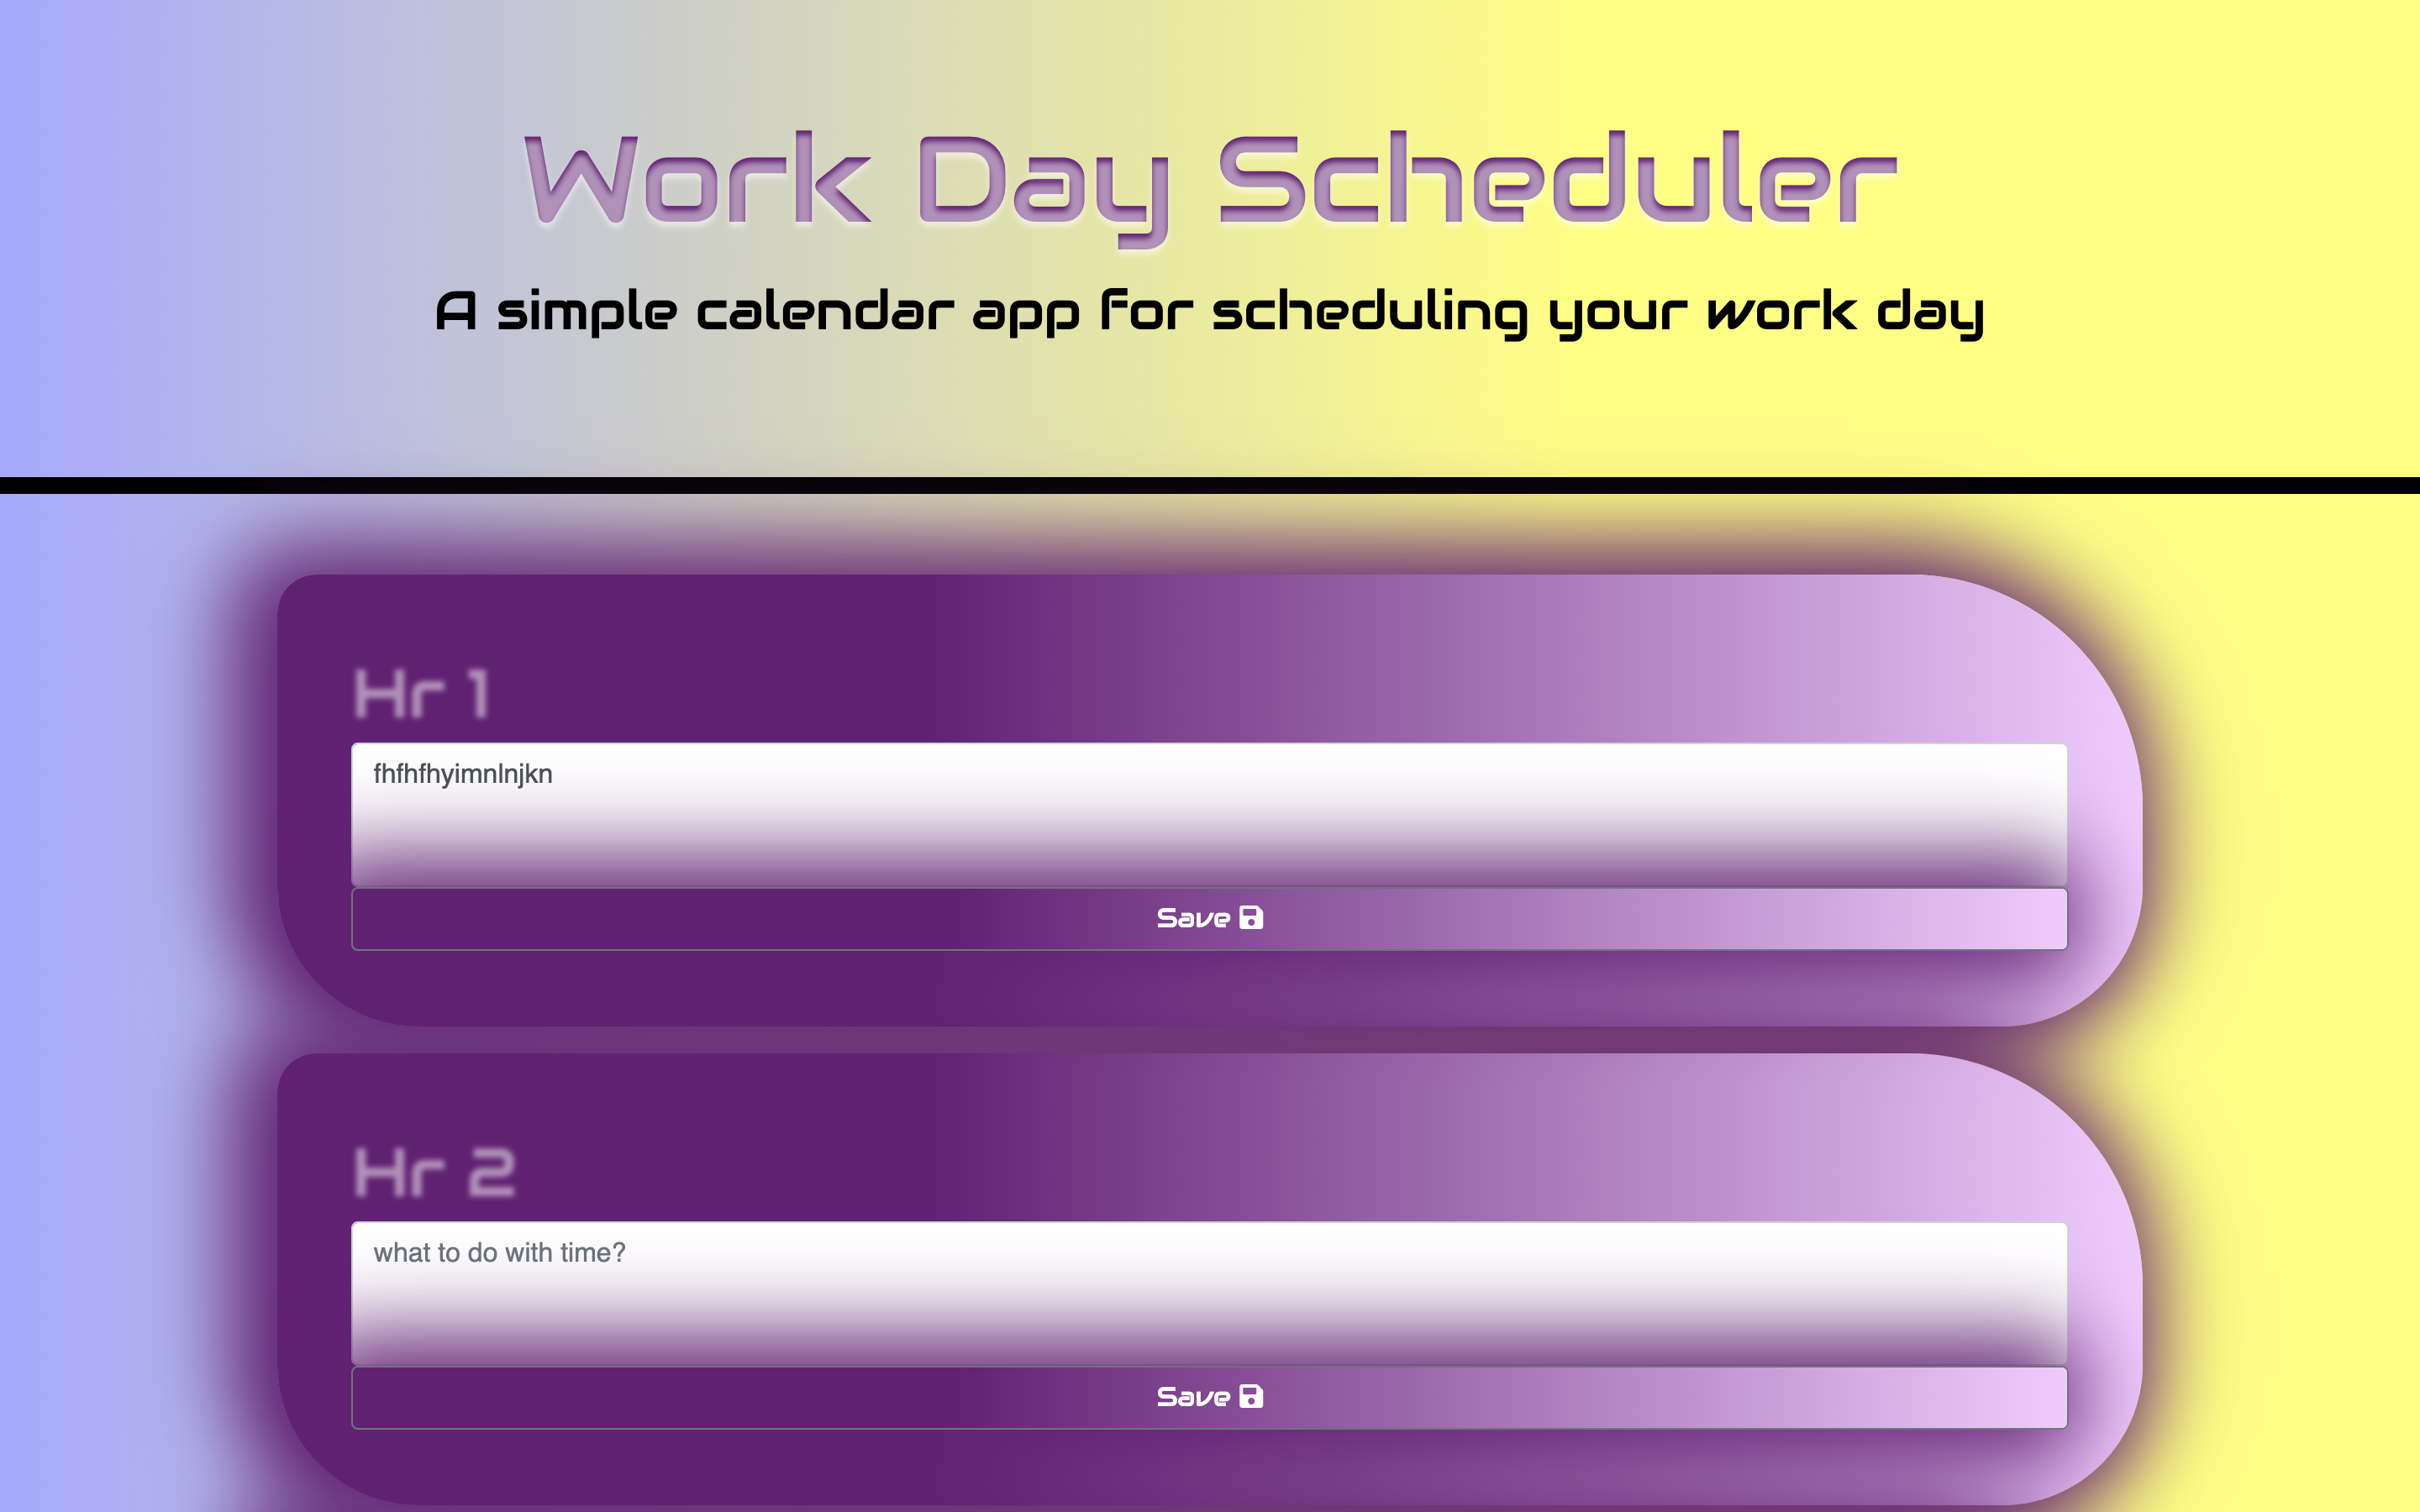 Work Day Scheduler
A simple calendar app for scheduling your work day
Hr 1
fhfhfhyimnlnjkn
Save
Hr 2
what to do with time?
Save